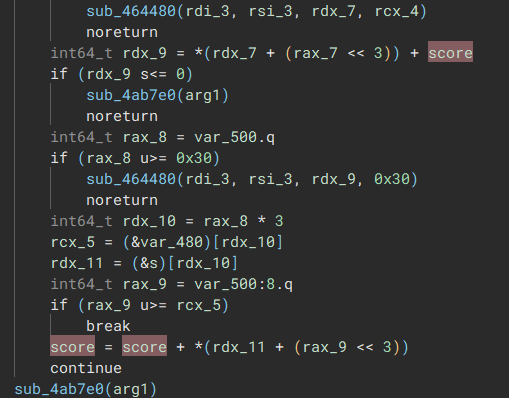 sub_464480(rdi_3, rsi_3, rdx_7, rcx_4)
noreturn
int64_t rdx_9 = *(rdx_7 + (rax_7 << 3)) + score
if (rdx_9 s<= 0)
sub_4ab7e0(arg1)
noreturn
int64_t rax_8 = var_500.q
if (rax_8 u>= 0x30)
sub_464480(rdi_3, rsi_3, rdx_9, 0x30)
noreturn
int64_t rdx_10 = rax_8 * 3
rcx_5 = (&var_480)[rdx_10]
rdx_11 = (&s)[rdx_10]
int64_t rax_9 = var_500:8.q
if (rax_9 u>= rcx_5)
break
score = score + *(rdx_11 + (rax_9 << 3))
continue
sub_4ab7e0(arg1)